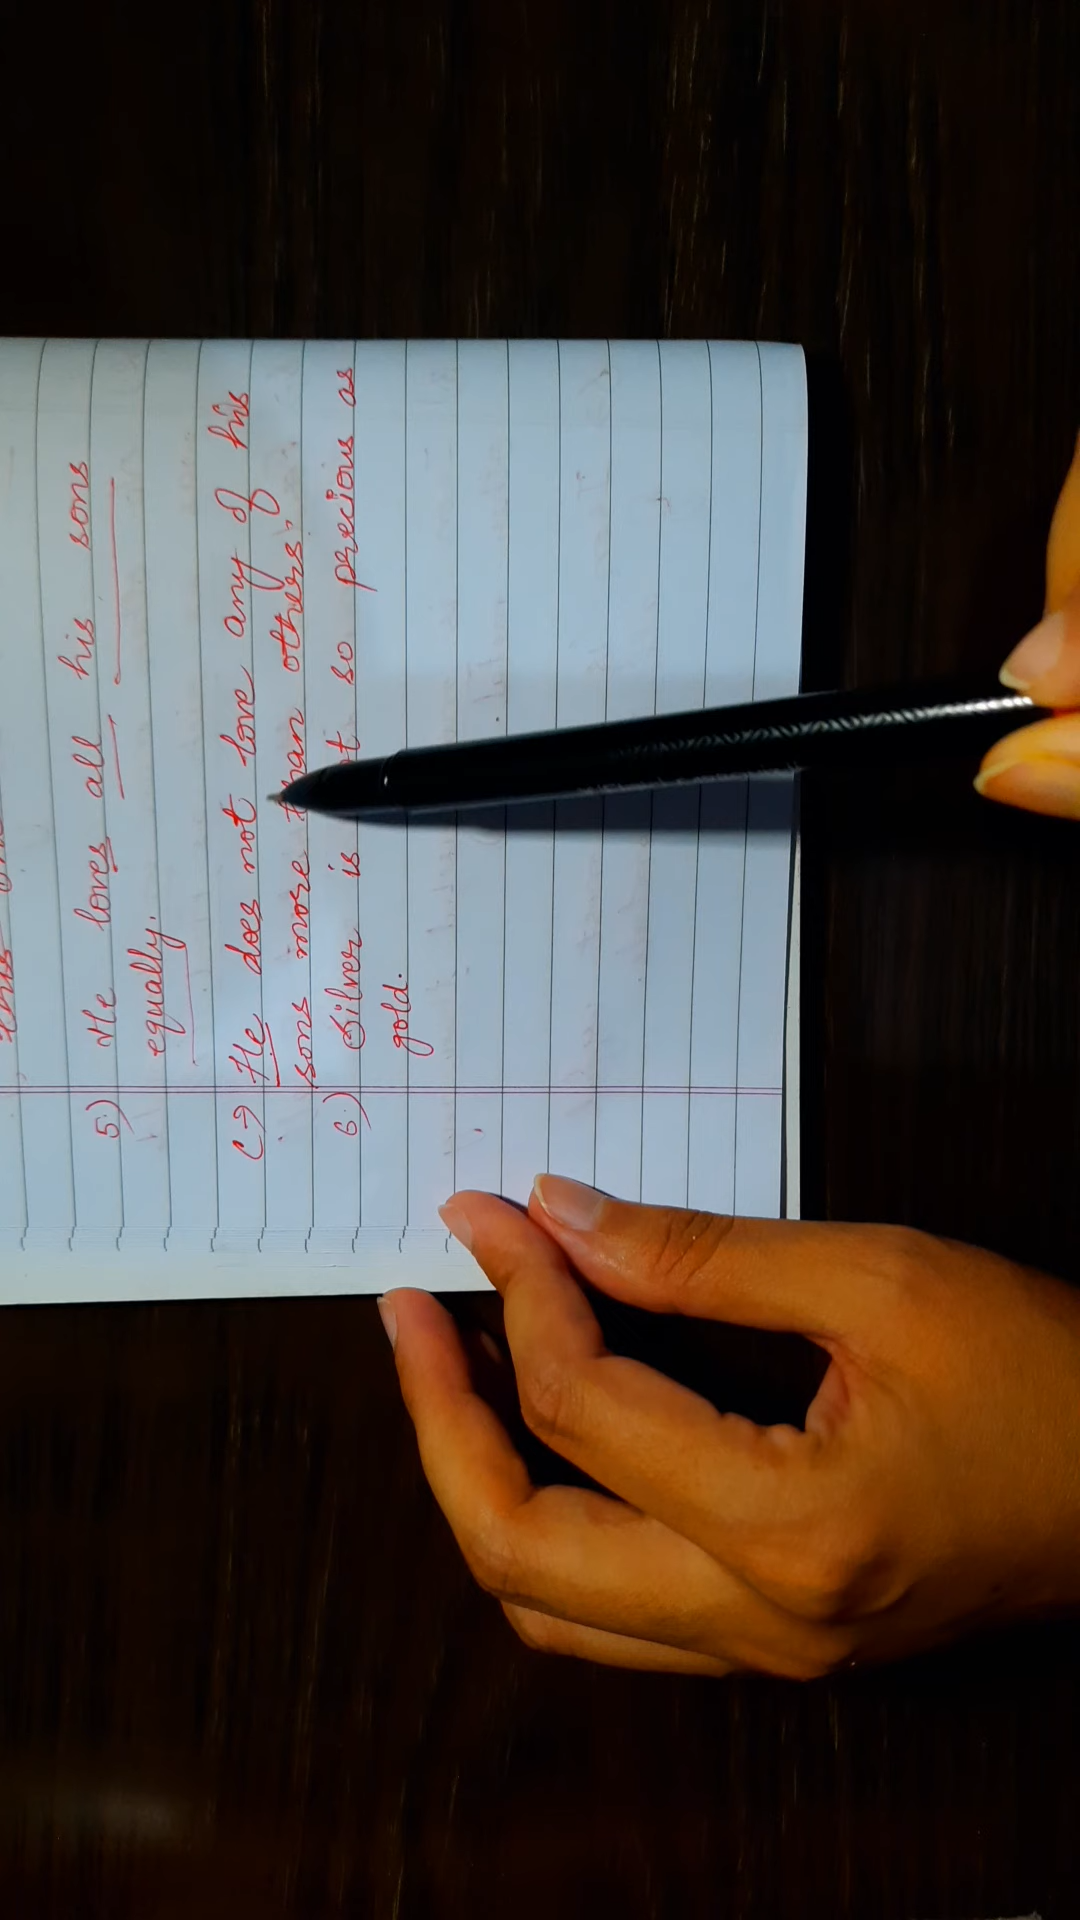 5.) He loves all his sons
equally.
C→ He does not love any of his
sons more than others.
6.) Silver is not so precious as
gold.